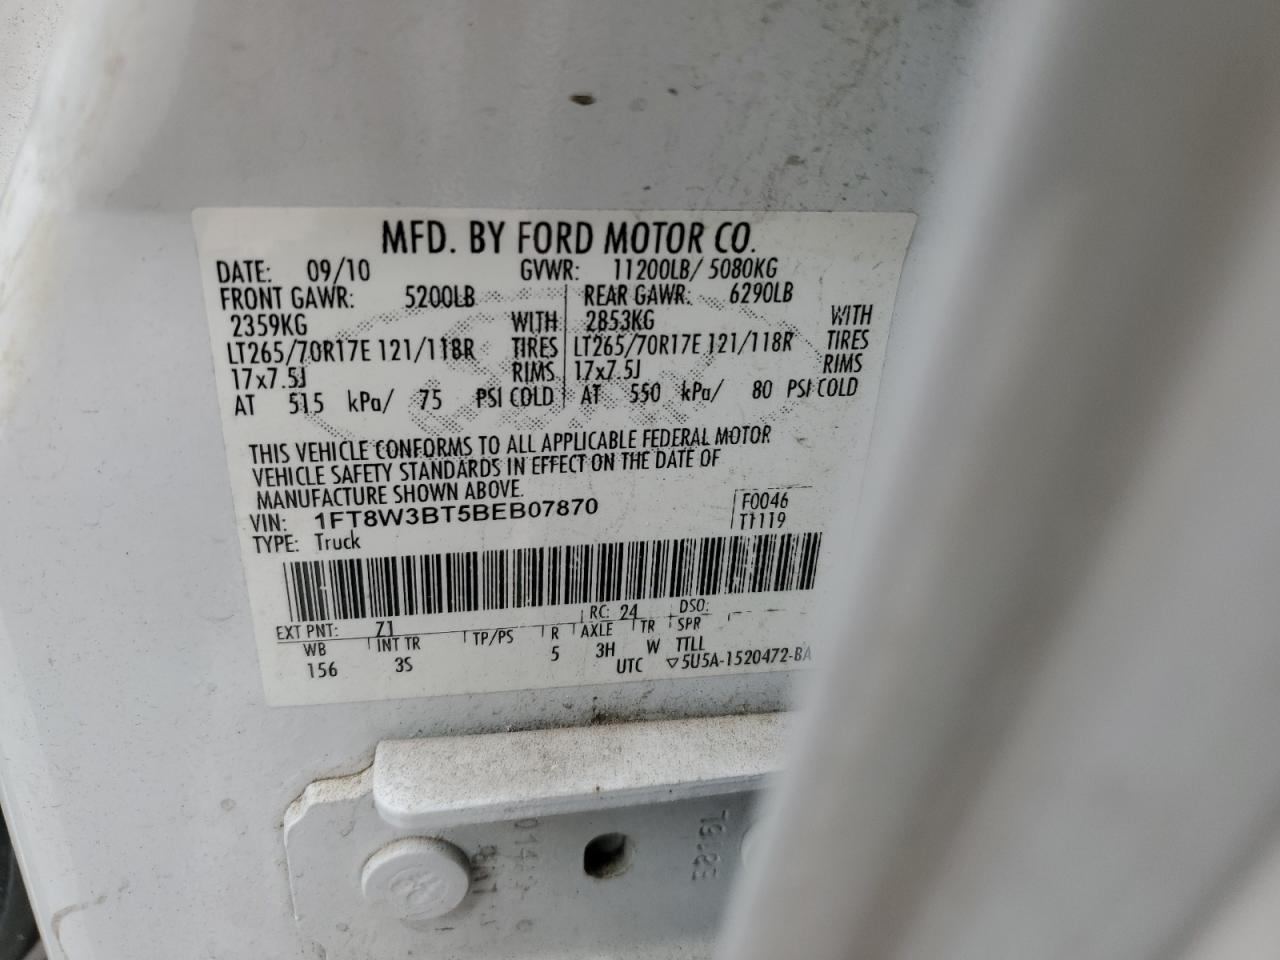 MFD. BY FORD MOTOR CO.
DATE: 09/10 GVWR: 11200LB/ 5080KG
FRONT GAWR: 5200LB REAR GAWR: 6290LB
2359KG WITH 2853KG WITH
LT265/70R17E 121/118R TIRES LT265/70R17E 121/118R TIRES
17x7.5J RIMS 17x7.5J RIMS
AT 515 kPa/ 75 PSI COLD AT 550 kPa/ 80 PSI COLD
THIS VEHICLE CONFORMS TO ALL APPLICABLE FEDERAL MOTOR
VEHICLE SAFETY STANDARDS IN EFFECT ON THE DATE OF
MANUFACTURE SHOWN ABOVE.
VIN: 1FT8W3BT5BEB07870 F0046
TYPE: Truck T1119
RC: 24 DSO:
EXT PNT: Z1
WB INT TR TP/PS R AXLE TR SPR
156 3S 5 3H W TTLL
UTC ▽5U5A-1520472-BA